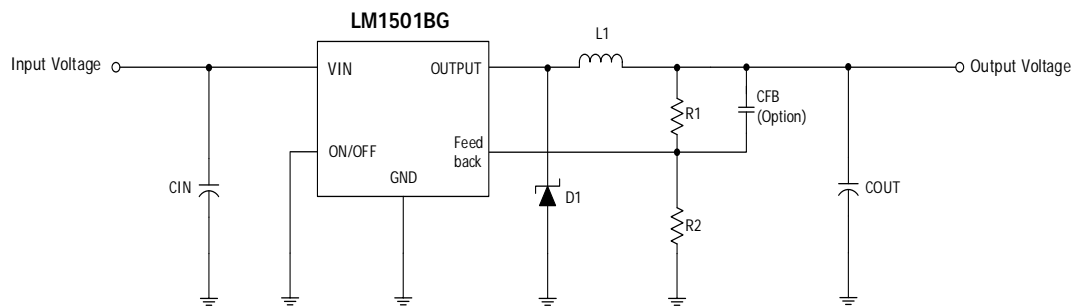 LM1501BG
L1
Input Voltage
VIN
OUTPUT
Output Voltage
CFB
(Option)
R1
ON/OFF
Feed
back
GND
CIN
D1
R2
COUT